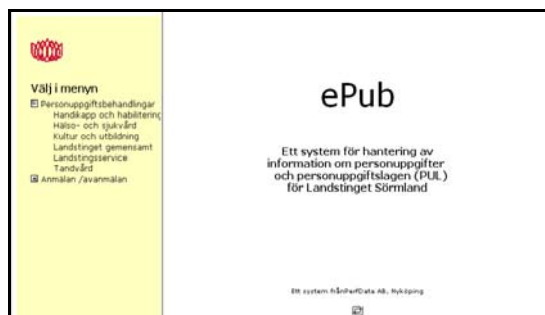 Välj i menyn
Personuppgiftsbehandlingar
Handikapp och habilitering
Hälso- och sjukvård
Kultur och utbildning
Landstinget gemensamt
Landstingsservice
Tandvård
Anmälan /avanmälan
ePub
Ett system för hantering av
information om personuppgifter
och personuppgiftslagen (PUL)
för Landstinget Sörmland
Ett system frånPerfData AB, Nyköping